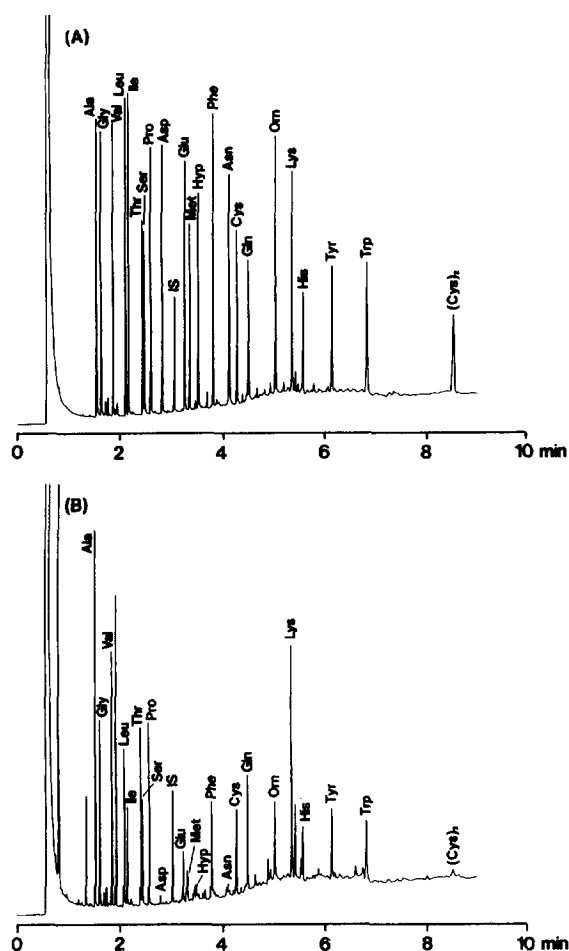 (A)
Ala
Gly
Val
Leu
Ile
Thr
Ser
Pro
Asp
IS
Glu
Met
Hyp
Phe
Asn
Cys
Gln
Orn
Lys
His
Tyr
Trp
(Cys)₂
0 2 4 6 8 10 min
(B)
Ala
Gly
Val
Leu
Ile
Thr
Ser
Pro
Asp
IS
Glu
Met
Hyp
Phe
Asn
Cys
Gln
Orn
Lys
His
Tyr
Trp
(Cys)₂
0 2 4 6 8 10 min